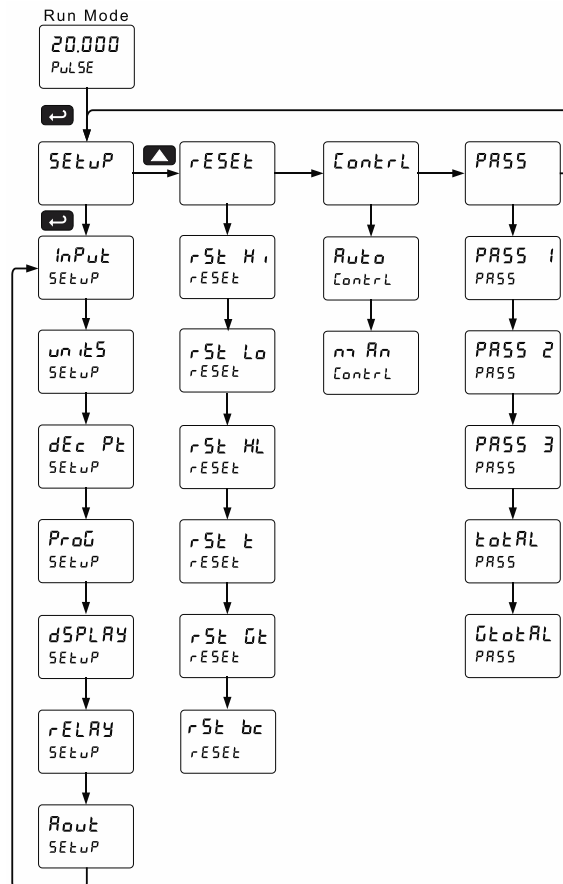 Run Mode
20.000
PuLSE
SEtuP
rESEt
ContrL
PASS
InPut
SEtuP
rSt Hi
rESEt
Auto
ContrL
PASS 1
PASS
unitS
SEtuP
rSt Lo
rESEt
mAn
ContrL
PASS 2
PASS
dEc Pt
SEtuP
rSt HL
rESEt
PASS 3
PASS
ProG
SEtuP
rSt t
rESEt
totAL
PASS
dSPLAY
SEtuP
rSt Gt
rESEt
GtotAL
PASS
rELAY
SEtuP
rSt bc
rESEt
Aout
SEtuP